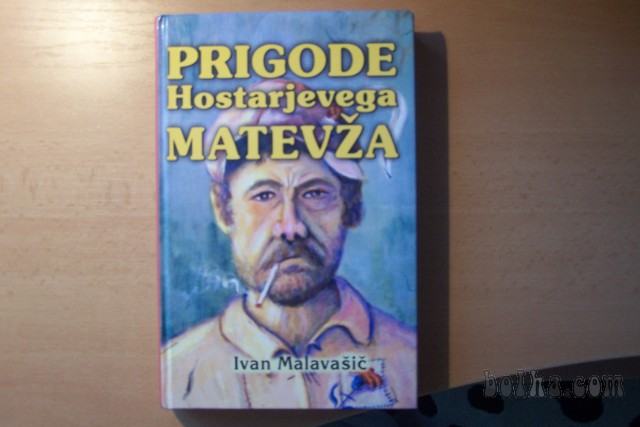 PRIGODE
Hostarjevega
MATEVŽA
Ivan Malavašič
bolha.com